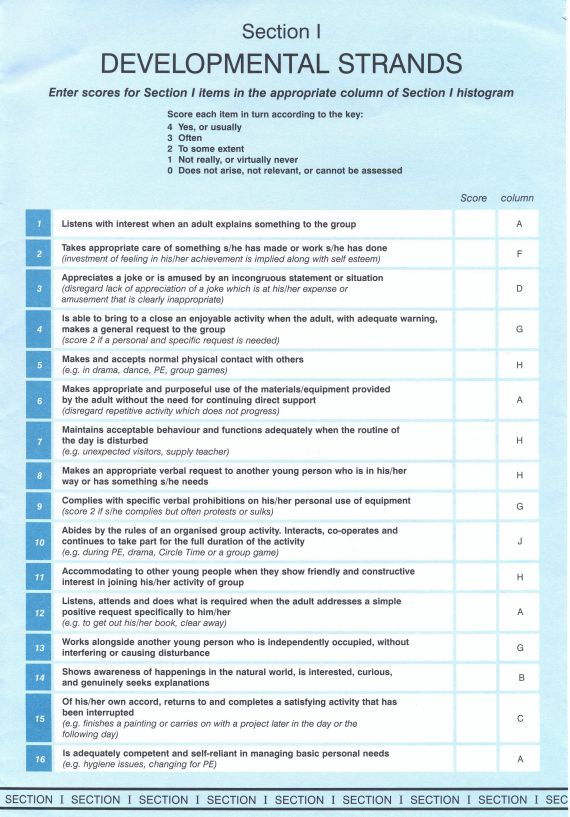 Section I
DEVELOPMENTAL STRANDS
Enter scores for Section I items in the appropriate column of Section I histogram
Score each item in turn according to the key:
4 Yes, or usually
3 Often
2 To some extent
1 Not really, or virtually never
0 Does not arise, not relevant, or cannot be assessed
Score column
1 Listens with interest when an adult explains something to the group A
2 Takes appropriate care of something s/he has made or work s/he has done F
(investment of feeling in his/her achievement is implied along with self esteem)
3 Appreciates a joke or is amused by an incongruous statement or situation D
(disregard lack of appreciation of a joke which is at his/her expense or
amusement that is clearly inappropriate)
4 Is able to bring to a close an enjoyable activity when the adult, with adequate warning, G
makes a general request to the group
(score 2 if a personal and specific request is needed)
5 Makes and accepts normal physical contact with others H
(e.g. in drama, dance, PE, group games)
6 Makes appropriate and purposeful use of the materials/equipment provided A
by the adult without the need for continuing direct support
(disregard repetitive activity which does not progress)
7 Maintains acceptable behaviour and functions adequately when the routine of H
the day is disturbed
(e.g. unexpected visitors, supply teacher)
8 Makes an appropriate verbal request to another young person who is in his/her H
way or has something s/he needs
9 Complies with specific verbal prohibitions on his/her personal use of equipment G
(score 2 if s/he complies but often protests or sulks)
10 Abides by the rules of an organised group activity. Interacts, co-operates and J
continues to take part for the full duration of the activity
(e.g. during PE, drama, Circle Time or a group game)
11 Accommodating to other young people when they show friendly and constructive H
interest in joining his/her activity of group
12 Listens, attends and does what is required when the adult addresses a simple A
positive request specifically to him/her
(e.g. to get out his/her book, clear away)
13 Works alongside another young person who is independently occupied, without G
interfering or causing disturbance
14 Shows awareness of happenings in the natural world, is interested, curious, B
and genuinely seeks explanations
15 Of his/her own accord, returns to and completes a satisfying activity that has C
been interrupted
(e.g. finishes a painting or carries on with a project later in the day or the
following day)
16 Is adequately competent and self-reliant in managing basic personal needs A
(e.g. hygiene issues, changing for PE)
SECTION I SECTION I SECTION I SECTION I SECTION I SECTION I SECTION I SECTION I SEC